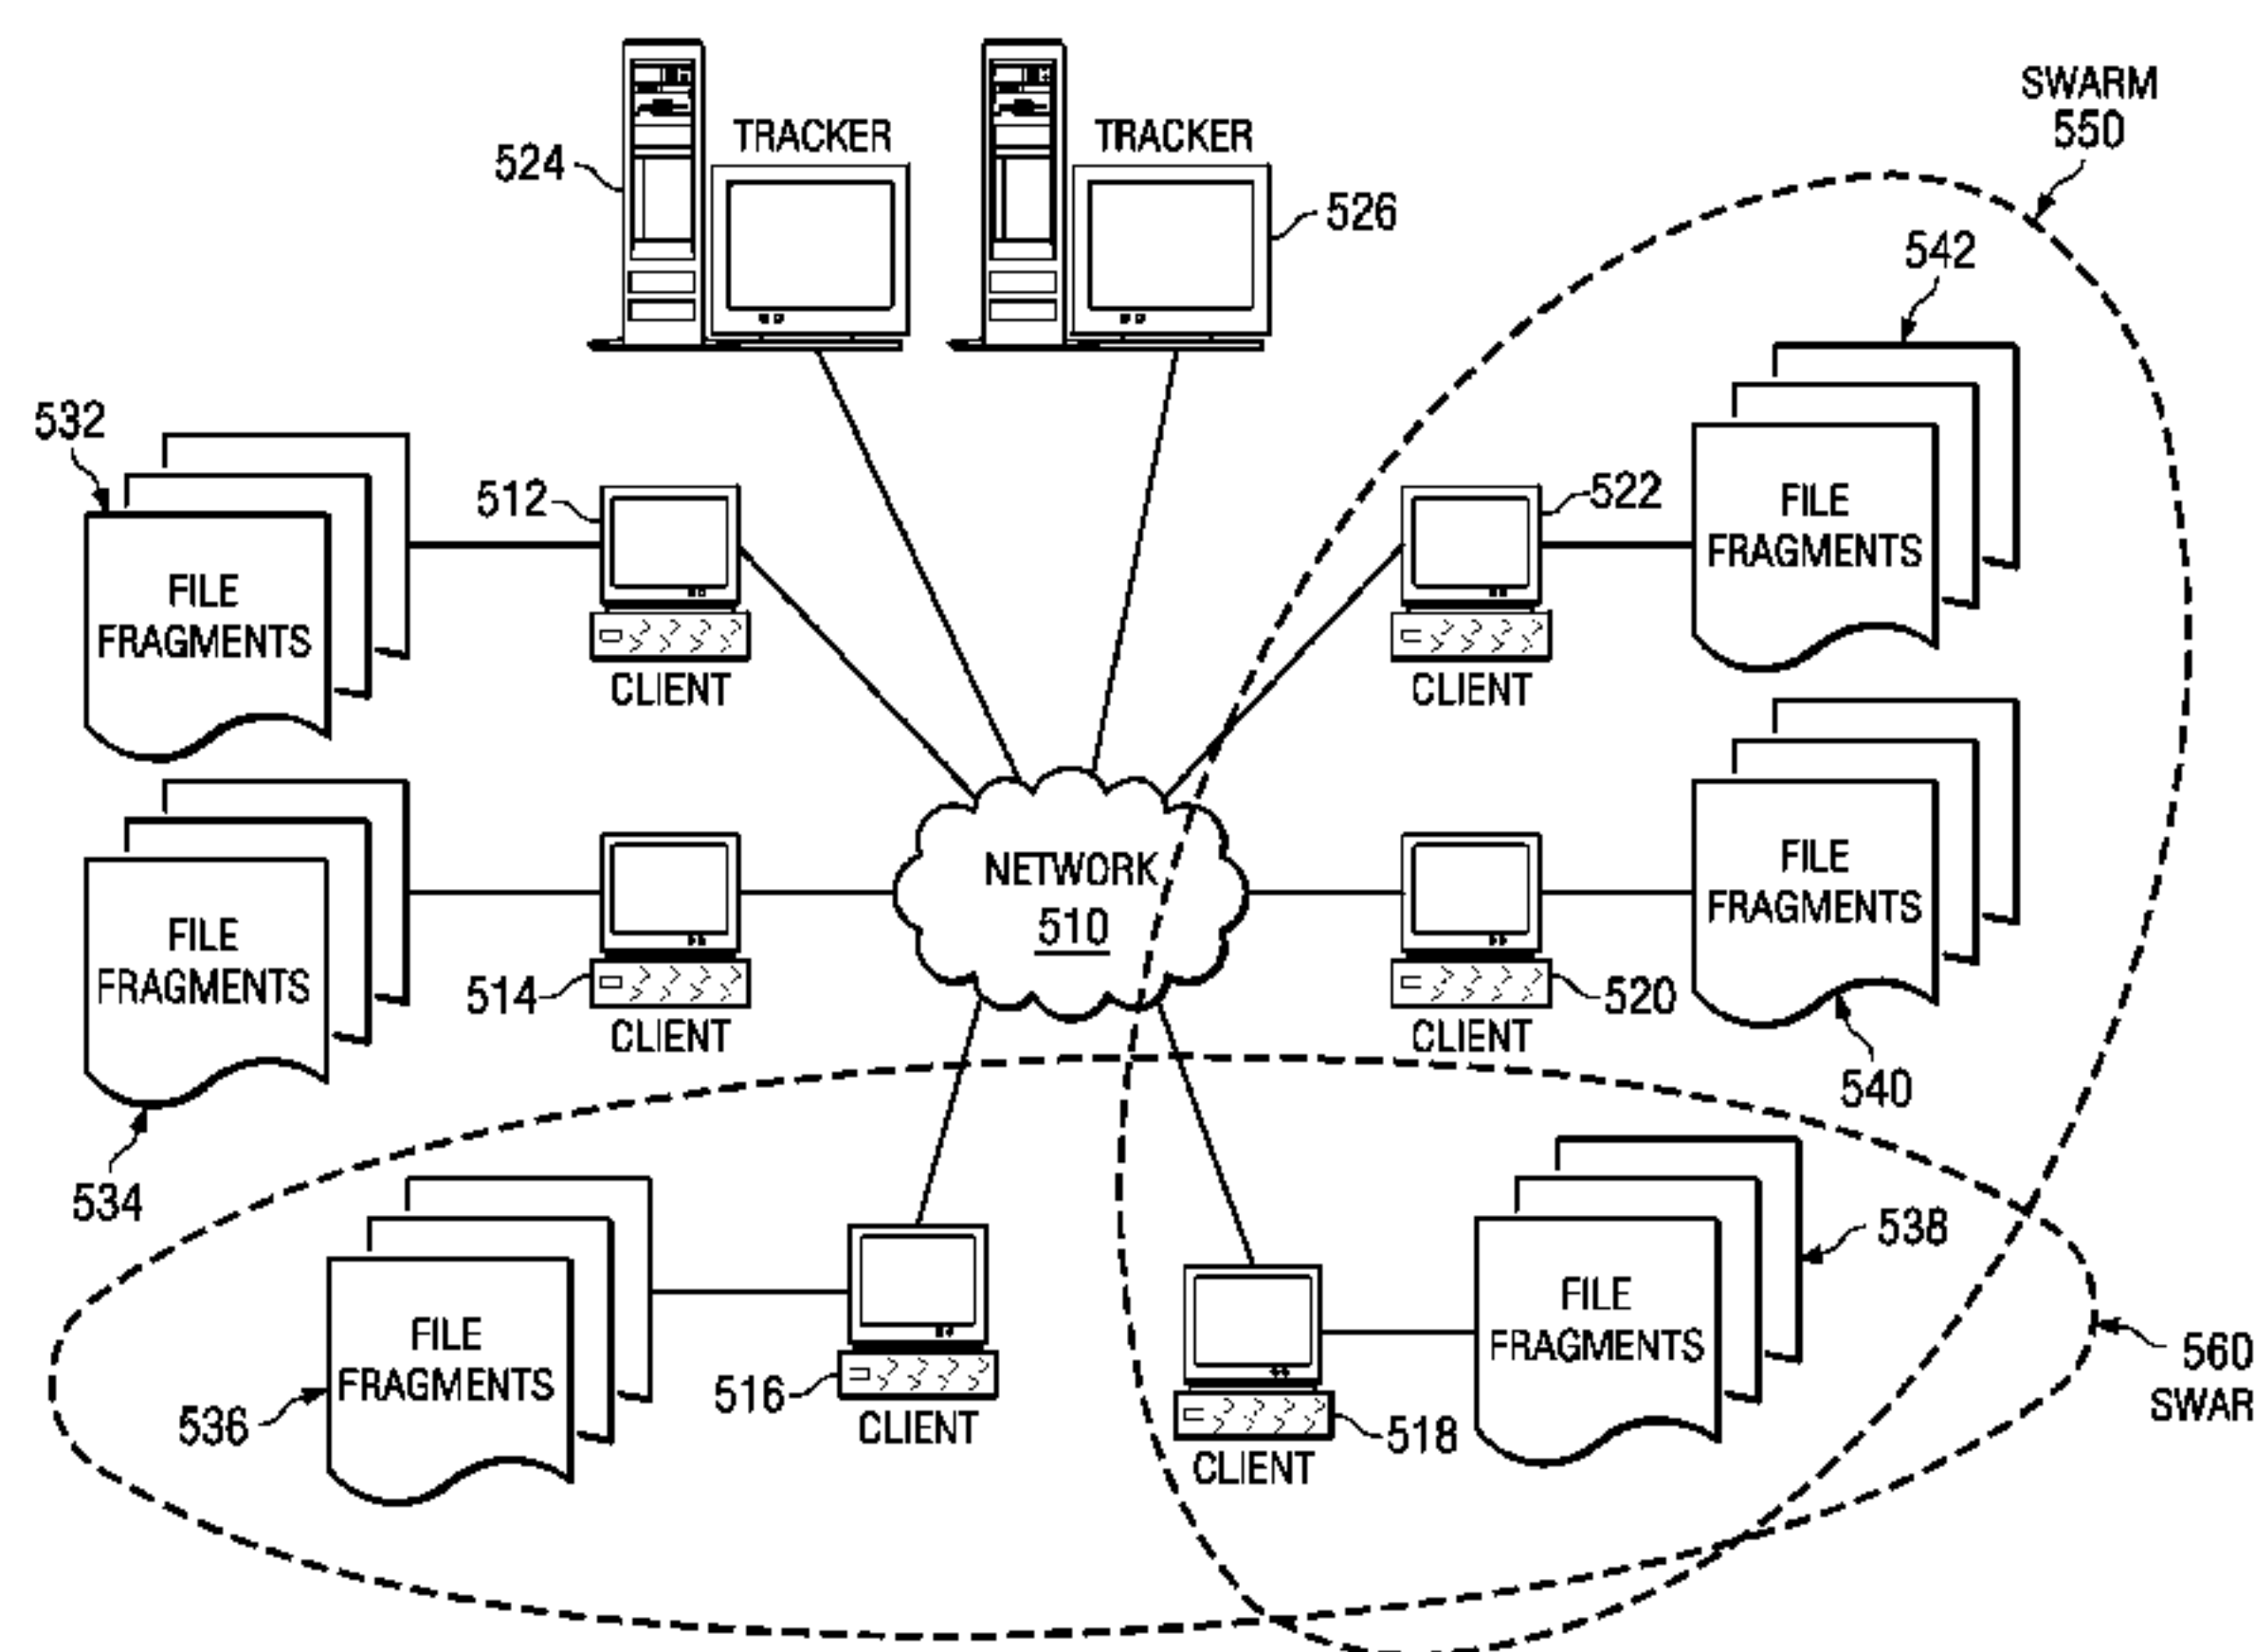 SWARM
550
TRACKER
TRACKER
524
526
542
532
512
522
FILE
FRAGMENTS
FILE
FRAGMENTS
CLIENT
CLIENT
NETWORK
510
FILE
FRAGMENTS
FILE
FRAGMENTS
514
520
CLIENT
CLIENT
540
534
538
FILE
FRAGMENTS
FILE
FRAGMENTS
560
SWAR
536
516
518
CLIENT
CLIENT